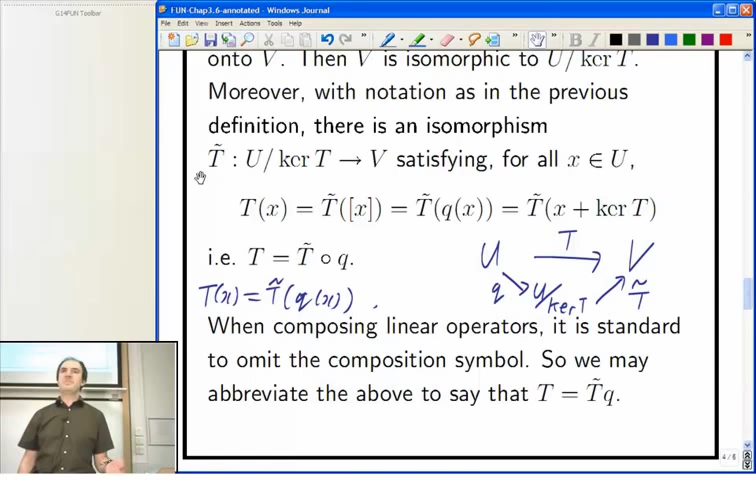 FUN-Chap3.6-annotated - Windows Journal
G14FUN Toolbar
File Edit View Insert Actions Tools Help
B I
onto V. Then V is isomorphic to U/ker T.
Moreover, with notation as in the previous
definition, there is an isomorphism
T̃ : U/ ker T → V satisfying, for all x ∈ U,
T(x) = T̃([x]) = T̃(q(x)) = T̃(x + ker T)
i.e. T = T̃ ∘ q.
U T V
q U/ker T T̃
T(x) = T̃(q(x)).
When composing linear operators, it is standard
to omit the composition symbol. So we may
abbreviate the above to say that T = T̃q.
4 / 6